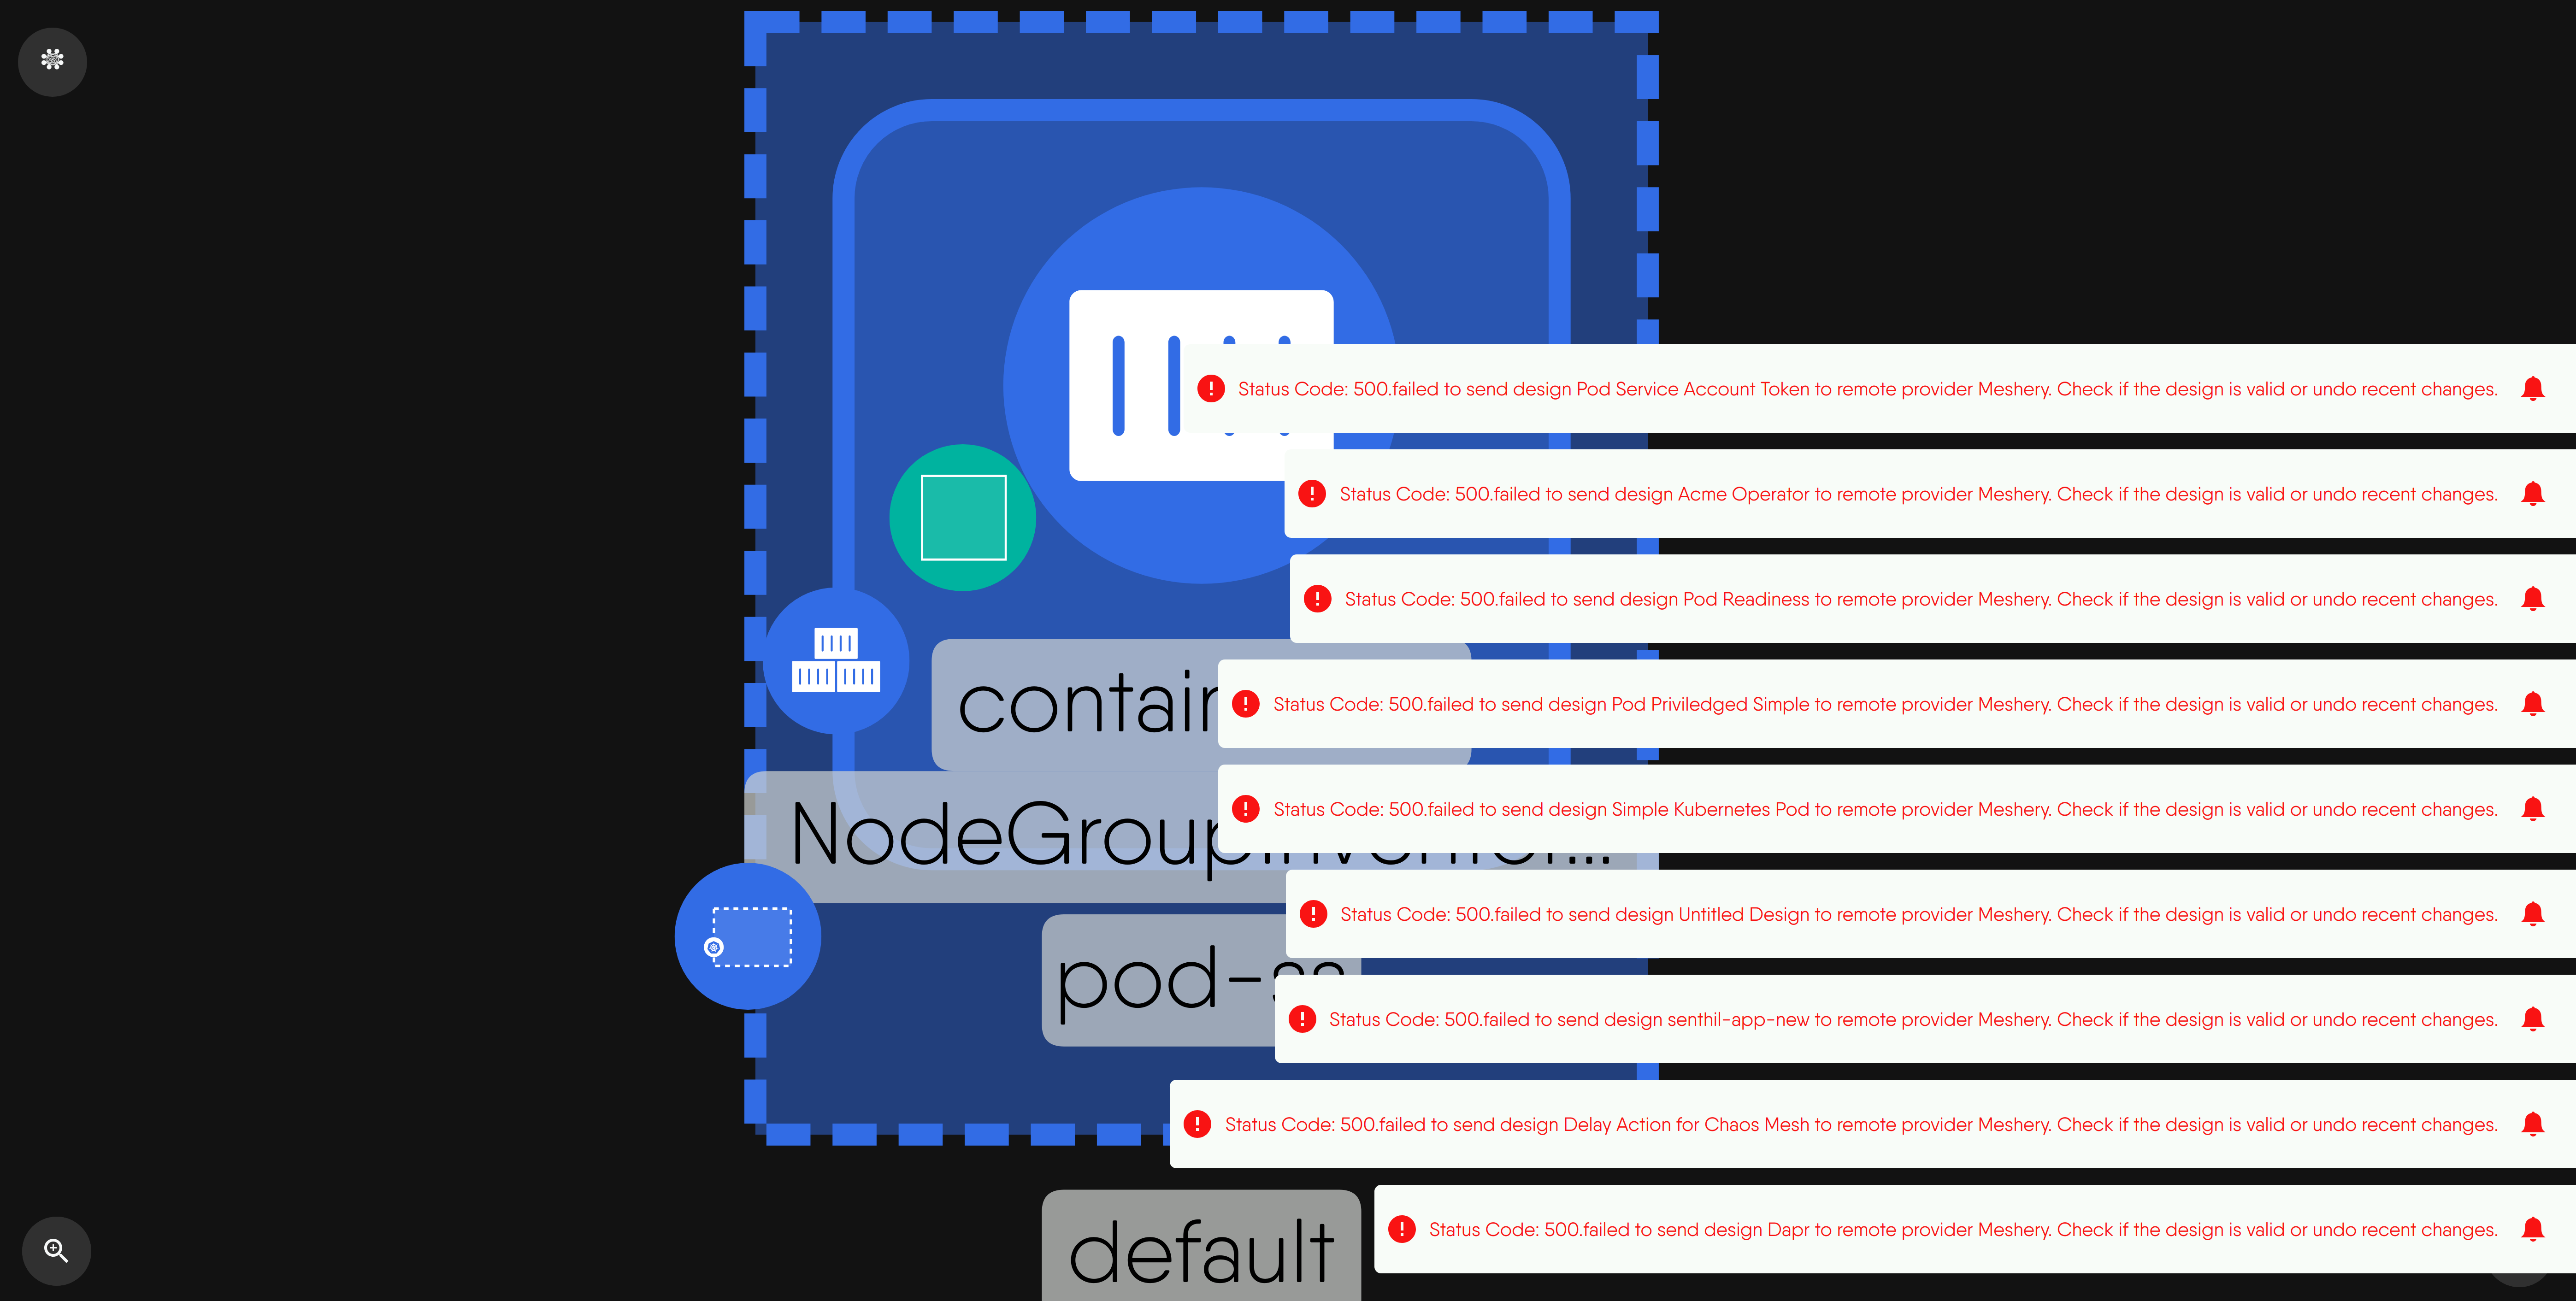 Status Code: 500.failed to send design Pod Service Account Token to remote provider Meshery. Check if the design is valid or undo recent changes.
Status Code: 500.failed to send design Acme Operator to remote provider Meshery. Check if the design is valid or undo recent changes.
Status Code: 500.failed to send design Pod Readiness to remote provider Meshery. Check if the design is valid or undo recent changes.
contain
Status Code: 500.failed to send design Pod Priviledged Simple to remote provider Meshery. Check if the design is valid or undo recent changes.
Status Code: 500.failed to send design Simple Kubernetes Pod to remote provider Meshery. Check if the design is valid or undo recent changes.
NodeGroupInventor...
Status Code: 500.failed to send design Untitled Design to remote provider Meshery. Check if the design is valid or undo recent changes.
pod-sa
Status Code: 500.failed to send design senthil-app-new to remote provider Meshery. Check if the design is valid or undo recent changes.
Status Code: 500.failed to send design Delay Action for Chaos Mesh to remote provider Meshery. Check if the design is valid or undo recent changes.
default
Status Code: 500.failed to send design Dapr to remote provider Meshery. Check if the design is valid or undo recent changes.